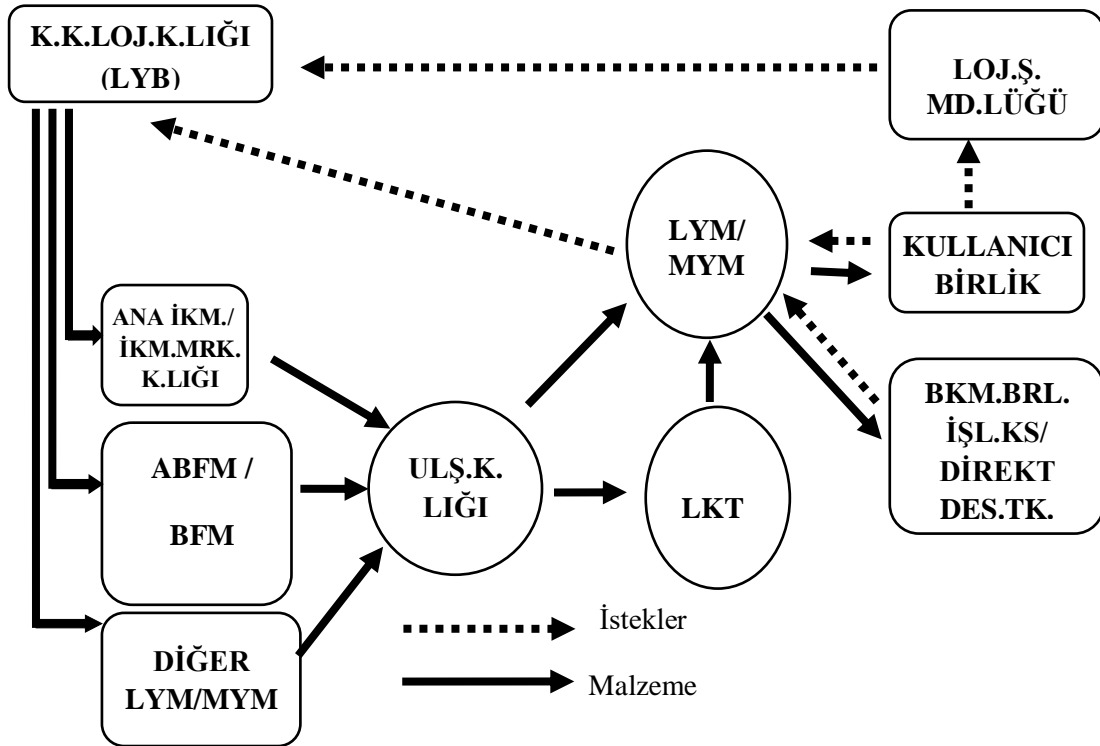 K.K.LOJ.K.LIĞI
(LYB)
LOJ.Ş.
MD.LÜĞÜ
LYM/
MYM
KULLANICI
BİRLİK
ANA İKM./
İKM.MRK.
K.LIĞI
ABFM /
BFM
ULŞ.K.
LIĞI
LKT
BKM.BRL.
İŞL.KS/
DİREKT
DES.TK.
DİĞER
LYM/MYM
İstekler
Malzeme